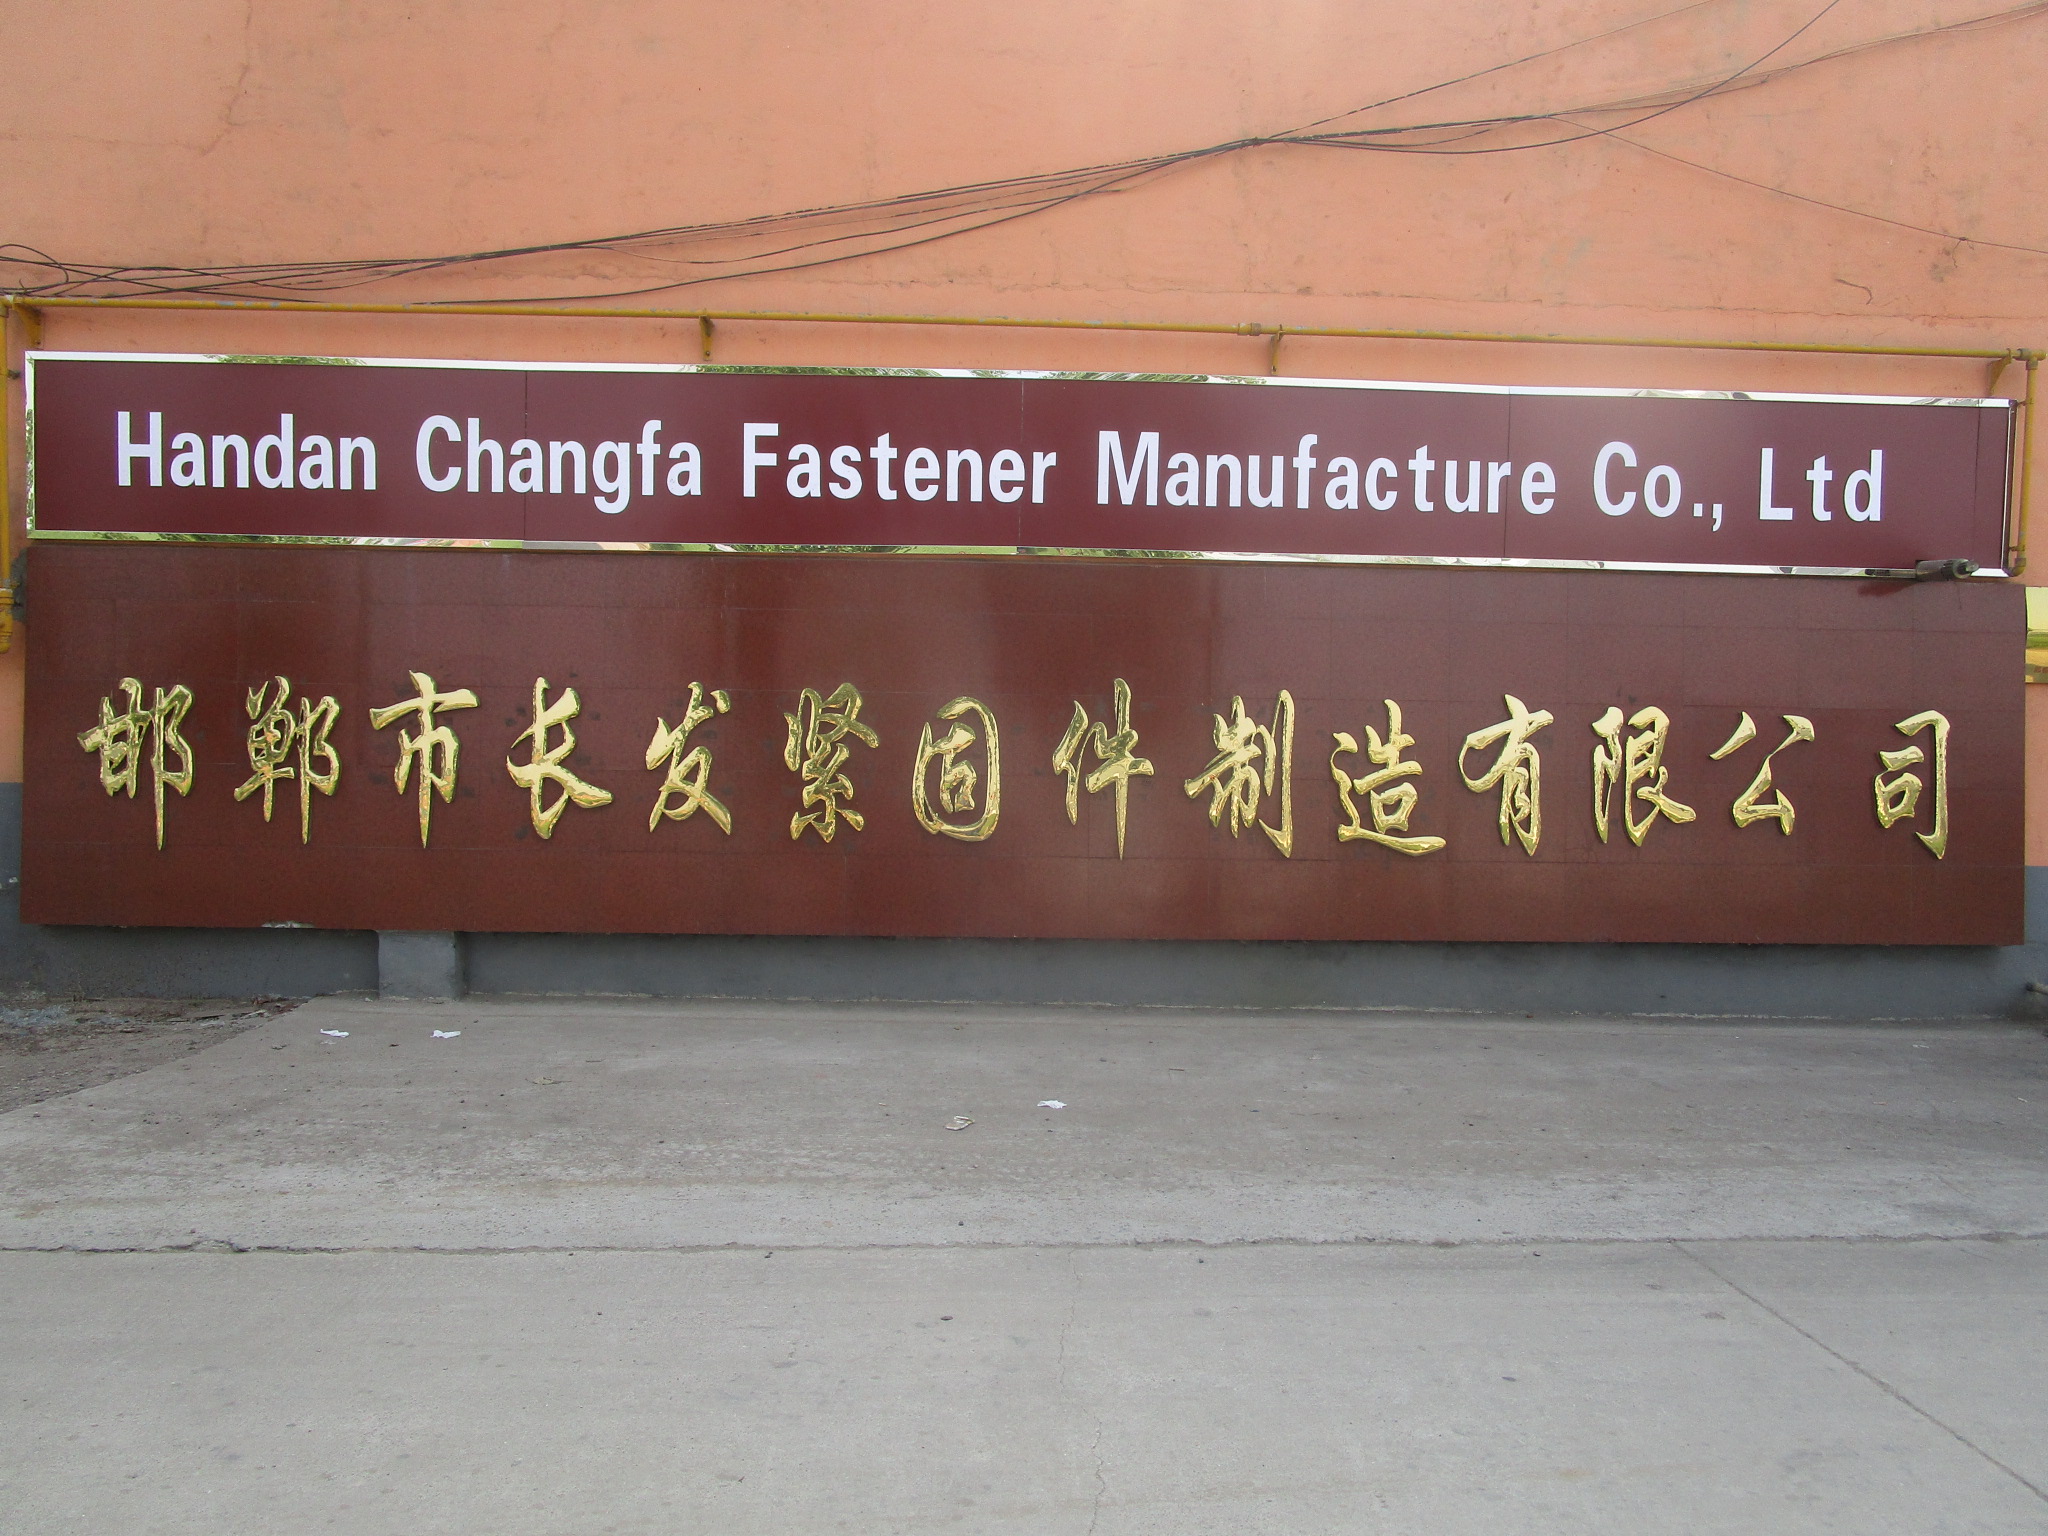 Handan Changfa Fastener Manufacture Co., Ltd
邯郸市长发紧固件制造有限公司